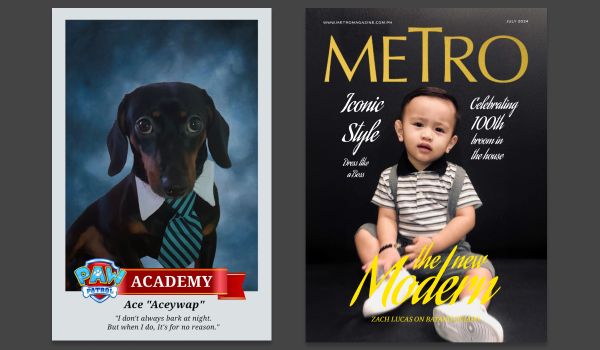 PAW
PATROL
ACADEMY
Ace "Aceywap"
"I don't always bark at night.
But when I do, It's for no reason."
WWW.METROMAGAZINE.COM.PH
JULY 2024
METRO
Iconic
Style
Dress like
a Boss
Celebrating
100th
broom in
the house
the new
Modern
ZACH LUCAS ON